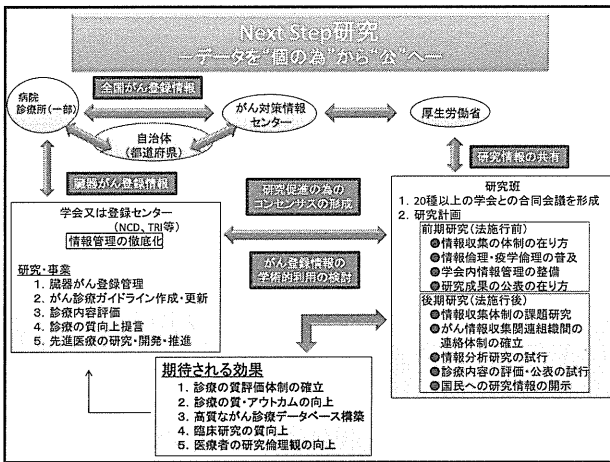 Next Step研究
ーデータを“個の為”から“公”へー
全国がん登録情報
病院
診療所(一部)
がん対策情報
センター
厚生労働省
自治体
(都道府県)
臓器がん登録情報
研究情報の共有
学会又は登録センター
(NCD、TRI等)
情報管理の徹底化
研究・事業
1. 臓器がん登録管理
2. がん診療ガイドライン作成・更新
3. 診療内容評価
4. 診療の質向上提言
5. 先進医療の研究・開発・推進
研究促進の為の
コンセンサスの形成
がん登録情報の
学術的利用の検討
研究班
1. 20種以上の学会との合同会議を形成
2. 研究計画
前期研究(法施行前)
●情報収集の体制の在り方
●情報倫理・疫学倫理の普及
●学会内情報管理の整備
●研究成果の公表の在り方
後期研究(法施行後)
●情報収集体制の課題研究
●がん情報収集関連組織間の
連絡体制の確立
●情報分析研究の試行
●診療内容の評価・公表の試行
●国民への研究情報の開示
期待される効果
1. 診療の質評価体制の確立
2. 診療の質・アウトカムの向上
3. 高質ながん診療データベース構築
4. 臨床研究の質向上
5. 医療者の研究倫理観の向上